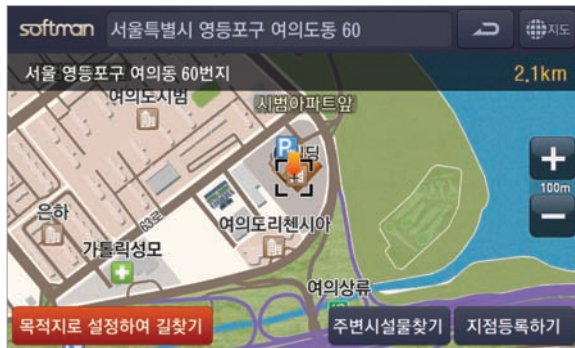 softman 서울특별시 영등포구 여의도동 60 지도
서울 영등포구 여의동 60번지 2.1km
여의도시범
시범아파트앞
P
딩
100m
은하
63로
여의도리첸시아
가톨릭성모
여의상류
목적지로 설정하여 길찾기 주변시설물찾기 지점등록하기